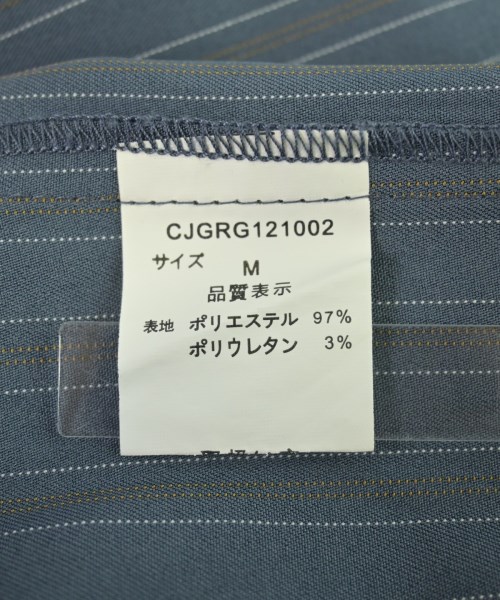 CJGRG121002
サイズ M
品質表示
表地 ポリエステル 97%
ポリウレタン 3%